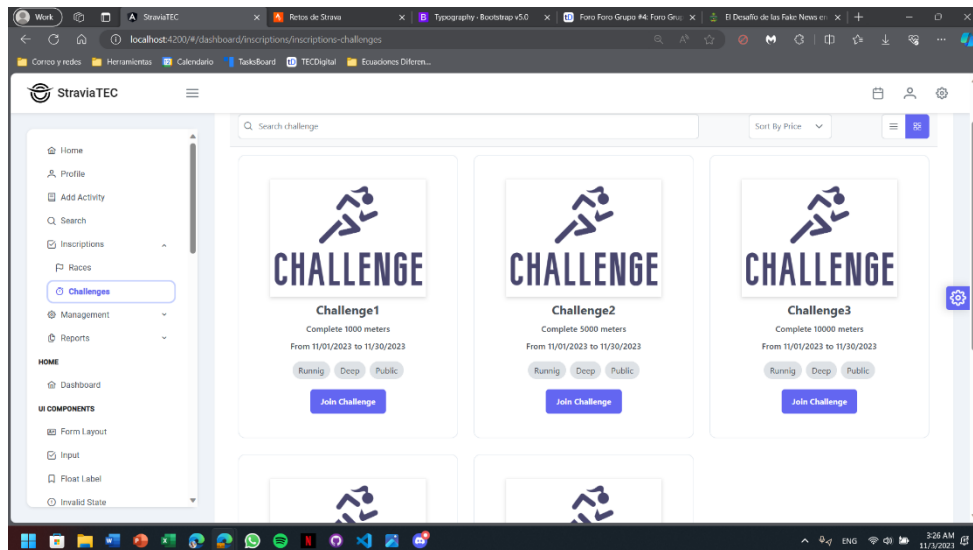 Work
StraviaTEC
Retos de Strava
Typography · Bootstrap v5.0
Foro Foro Grupo #4: Foro Gru
El Desafío de las Fake News en
localhost:4200/#/dashboard/inscriptions/inscriptions-challenges
Correo y redes
Herramientas
Calendario
TasksBoard
TECDigital
Ecuaciones Diferen...
StraviaTEC
Search challenge
Sort By Price
Home
Profile
Add Activity
Search
Inscriptions
Races
Challenges
Management
Reports
HOME
Dashboard
UI COMPONENTS
Form Layout
Input
Float Label
Invalid State
CHALLENGE
Challenge1
Complete 1000 meters
From 11/01/2023 to 11/30/2023
Runnig Deep Public
Join Challenge
CHALLENGE
Challenge2
Complete 5000 meters
From 11/01/2023 to 11/30/2023
Runnig Deep Public
Join Challenge
CHALLENGE
Challenge3
Complete 10000 meters
From 11/01/2023 to 11/30/2023
Runnig Deep Public
Join Challenge
ENG
3:26 AM
11/3/2023